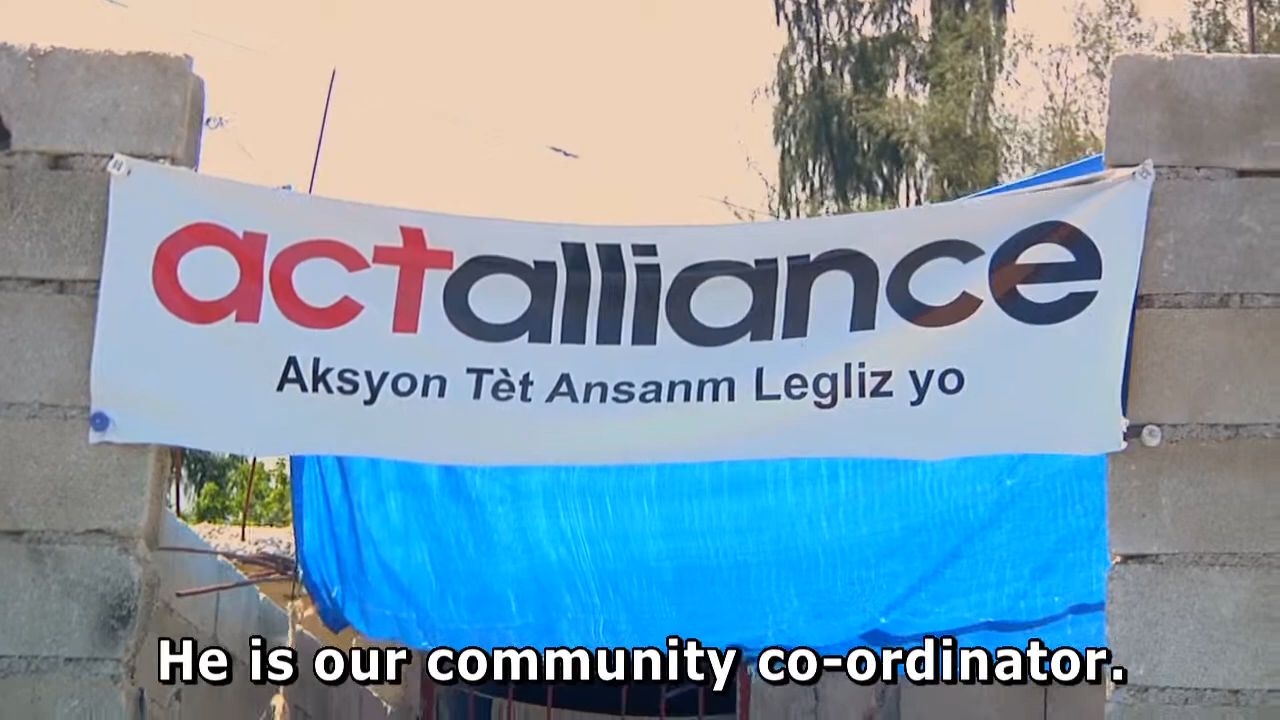 actalliance
Aksyon Tèt Ansanm Legliz yo
He is our community co-ordinator.